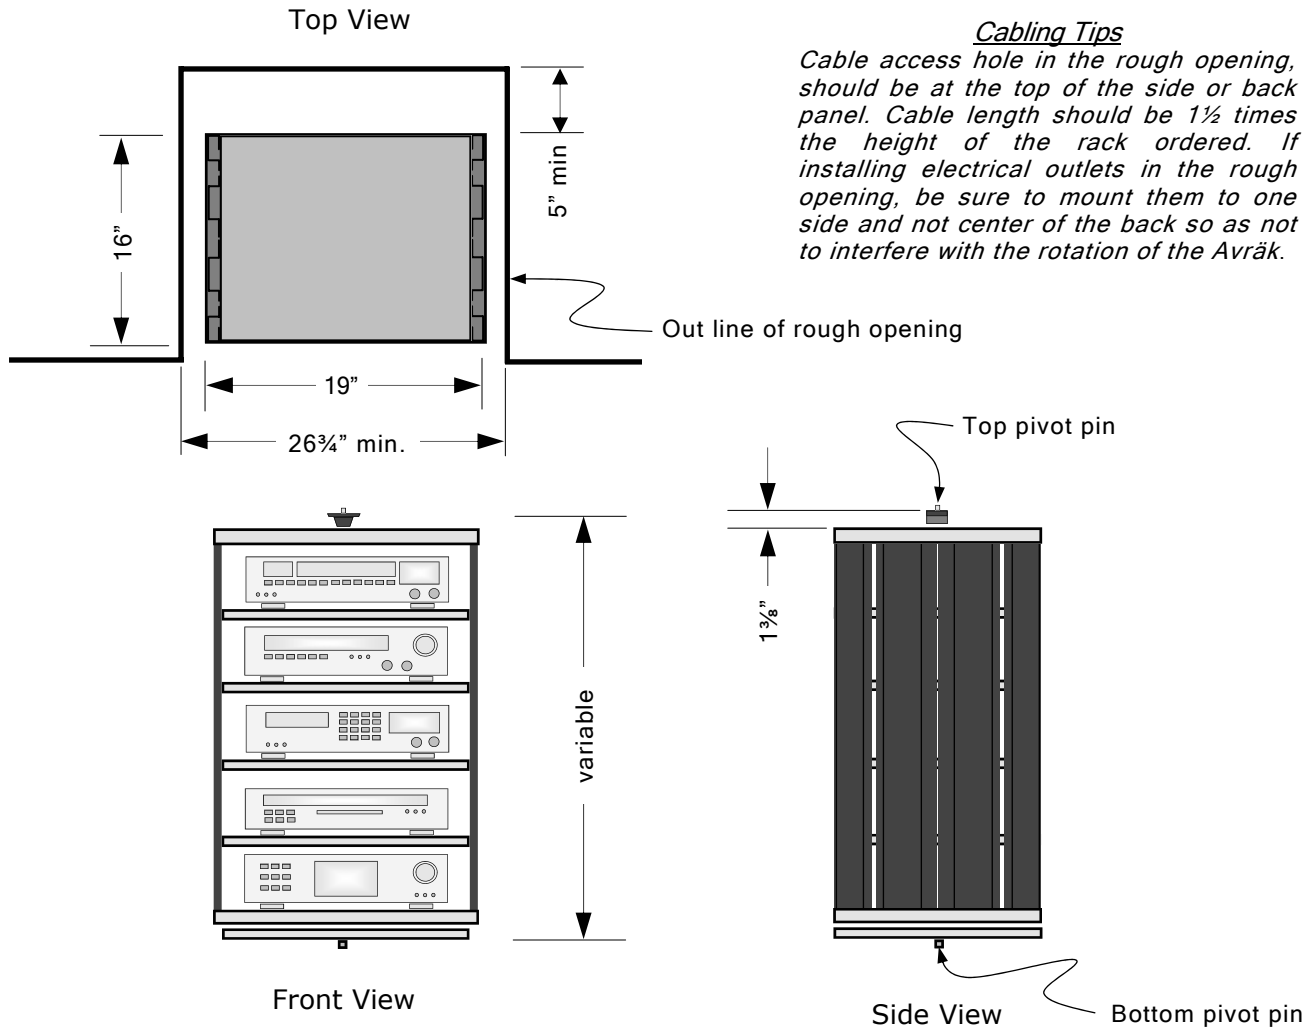 Top View
Cabling Tips
Cable access hole in the rough opening,
should be at the top of the side or back
panel. Cable length should be 1½ times
the height of the rack ordered. If
installing electrical outlets in the rough
opening, be sure to mount them to one
side and not center of the back so as not
to interfere with the rotation of the Avräk.
5” min
16”
Out line of rough opening
19”
26¾” min.
Top pivot pin
1⅜”
variable
Front View
Side View
Bottom pivot pin